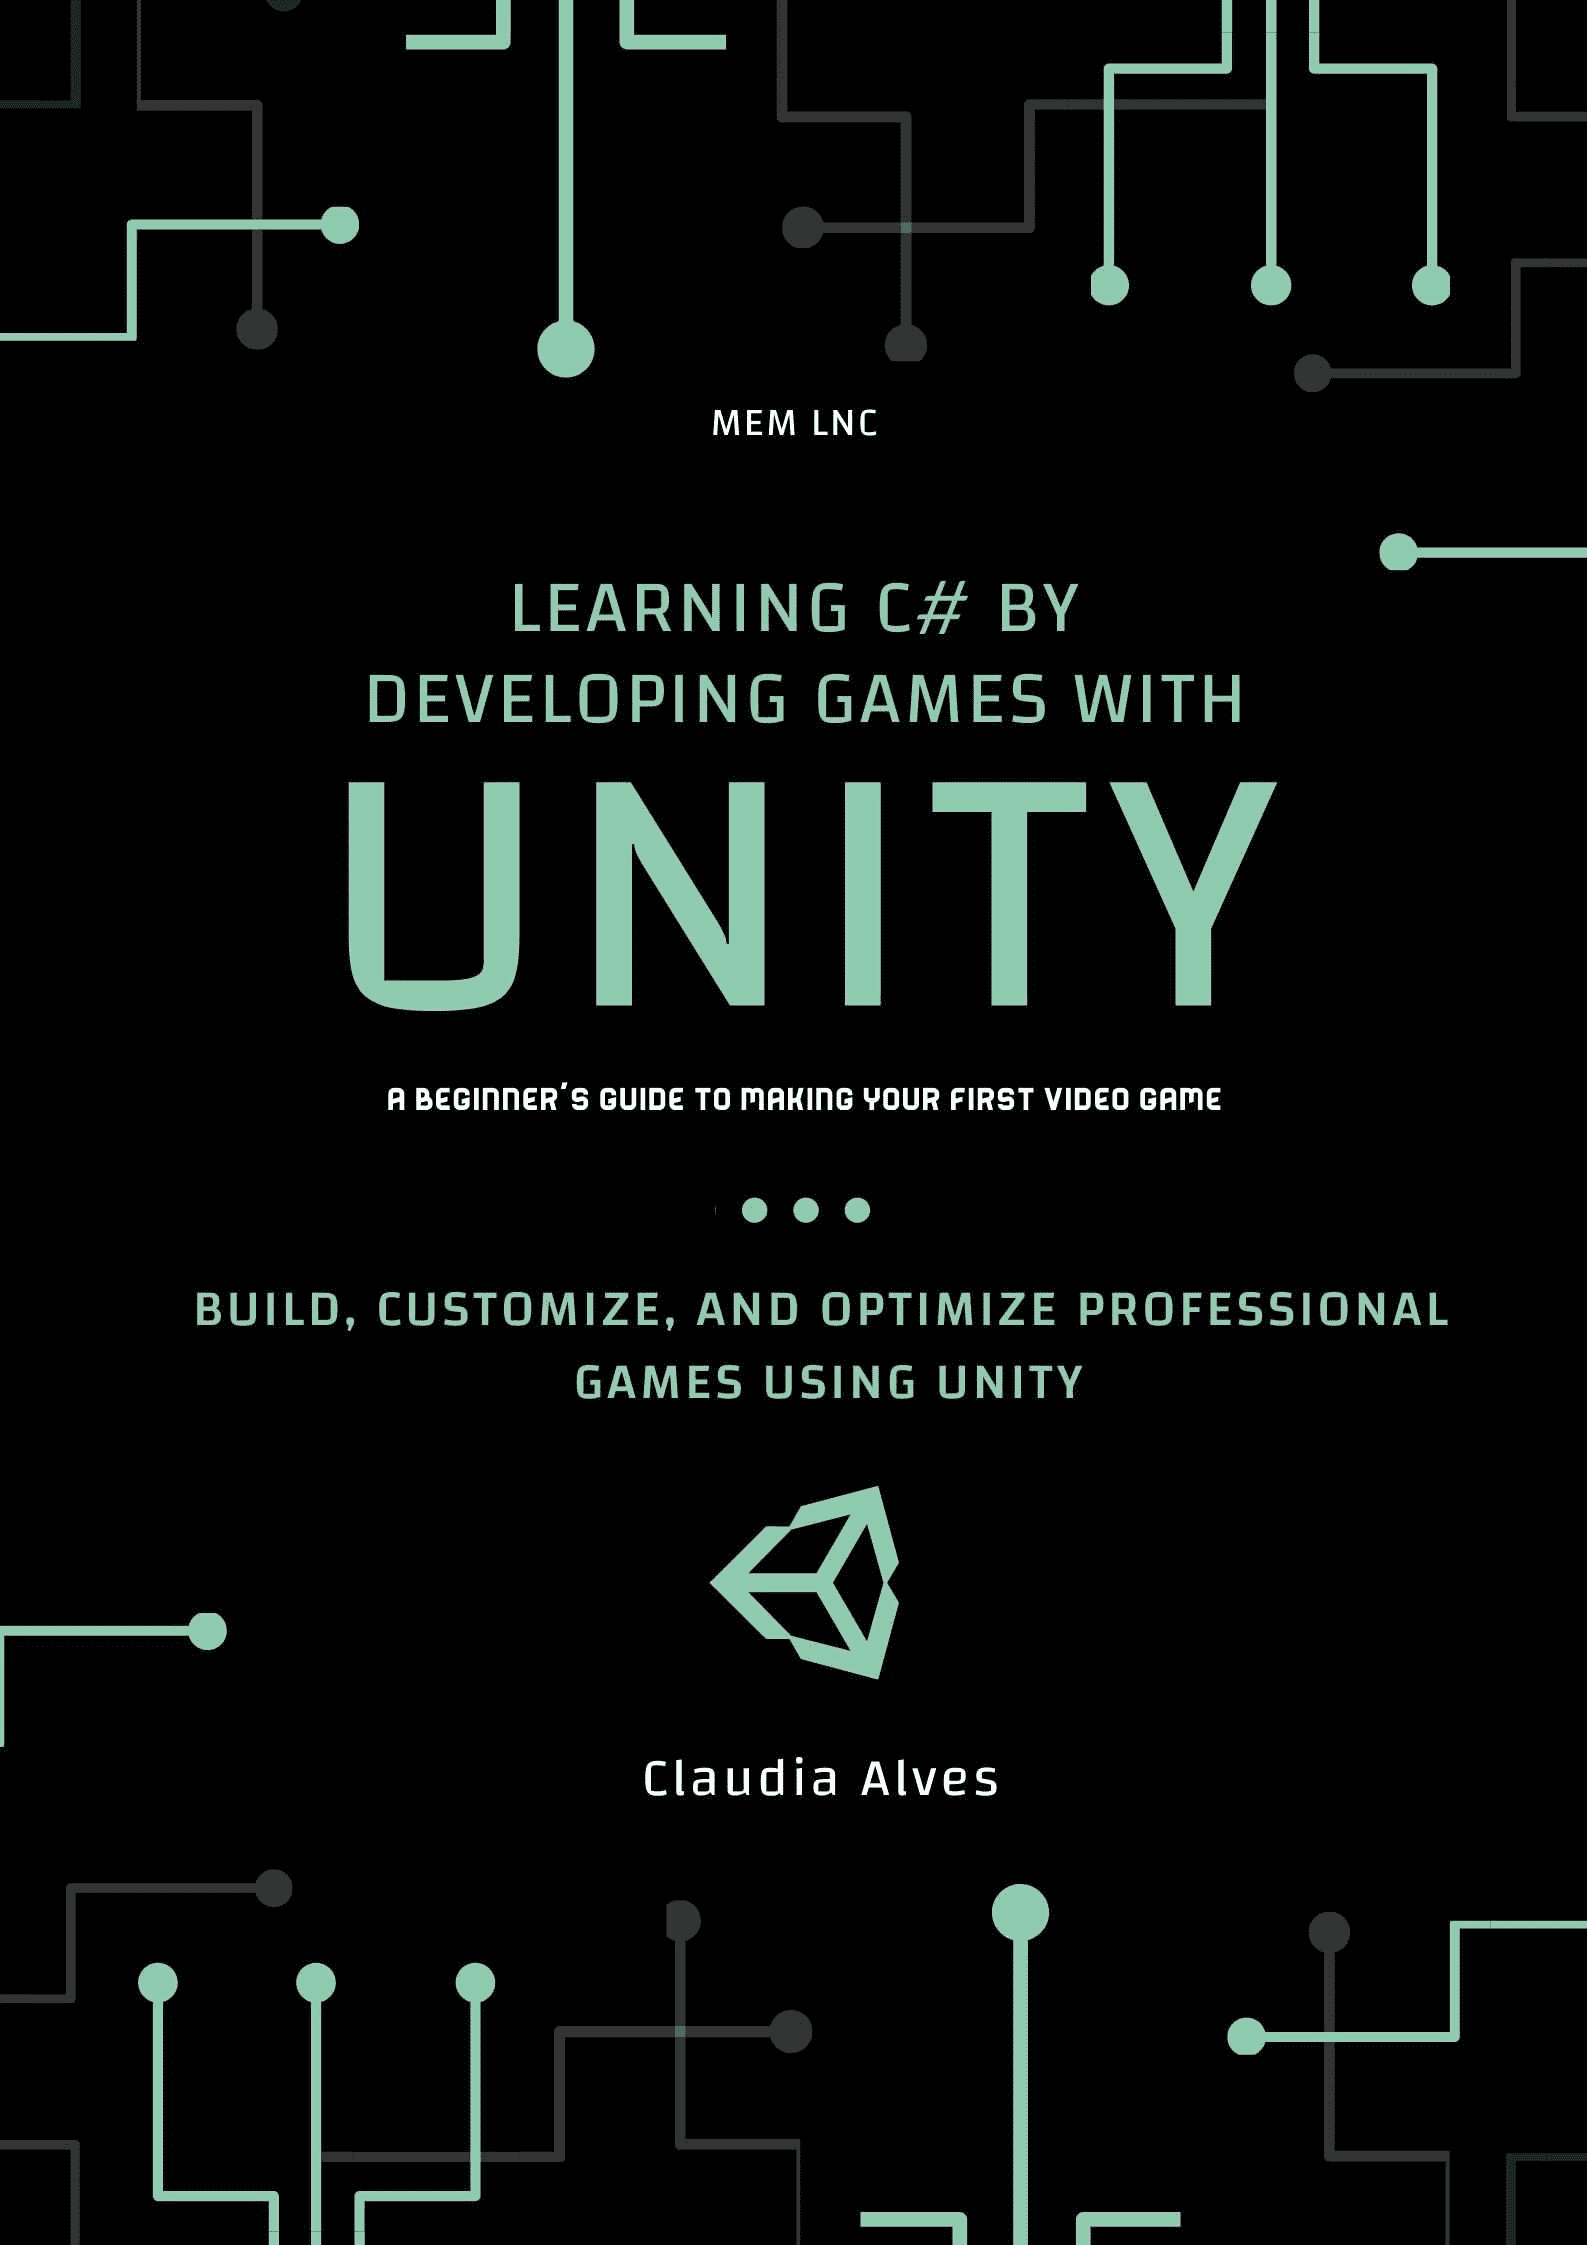 MEM LNC
LEARNING C# BY
DEVELOPING GAMES WITH
UNITY
A BEGINNER'S GUIDE TO MAKING YOUR FIRST VIDEO GAME
BUILD, CUSTOMIZE, AND OPTIMIZE PROFESSIONAL
GAMES USING UNITY
Claudia Alves